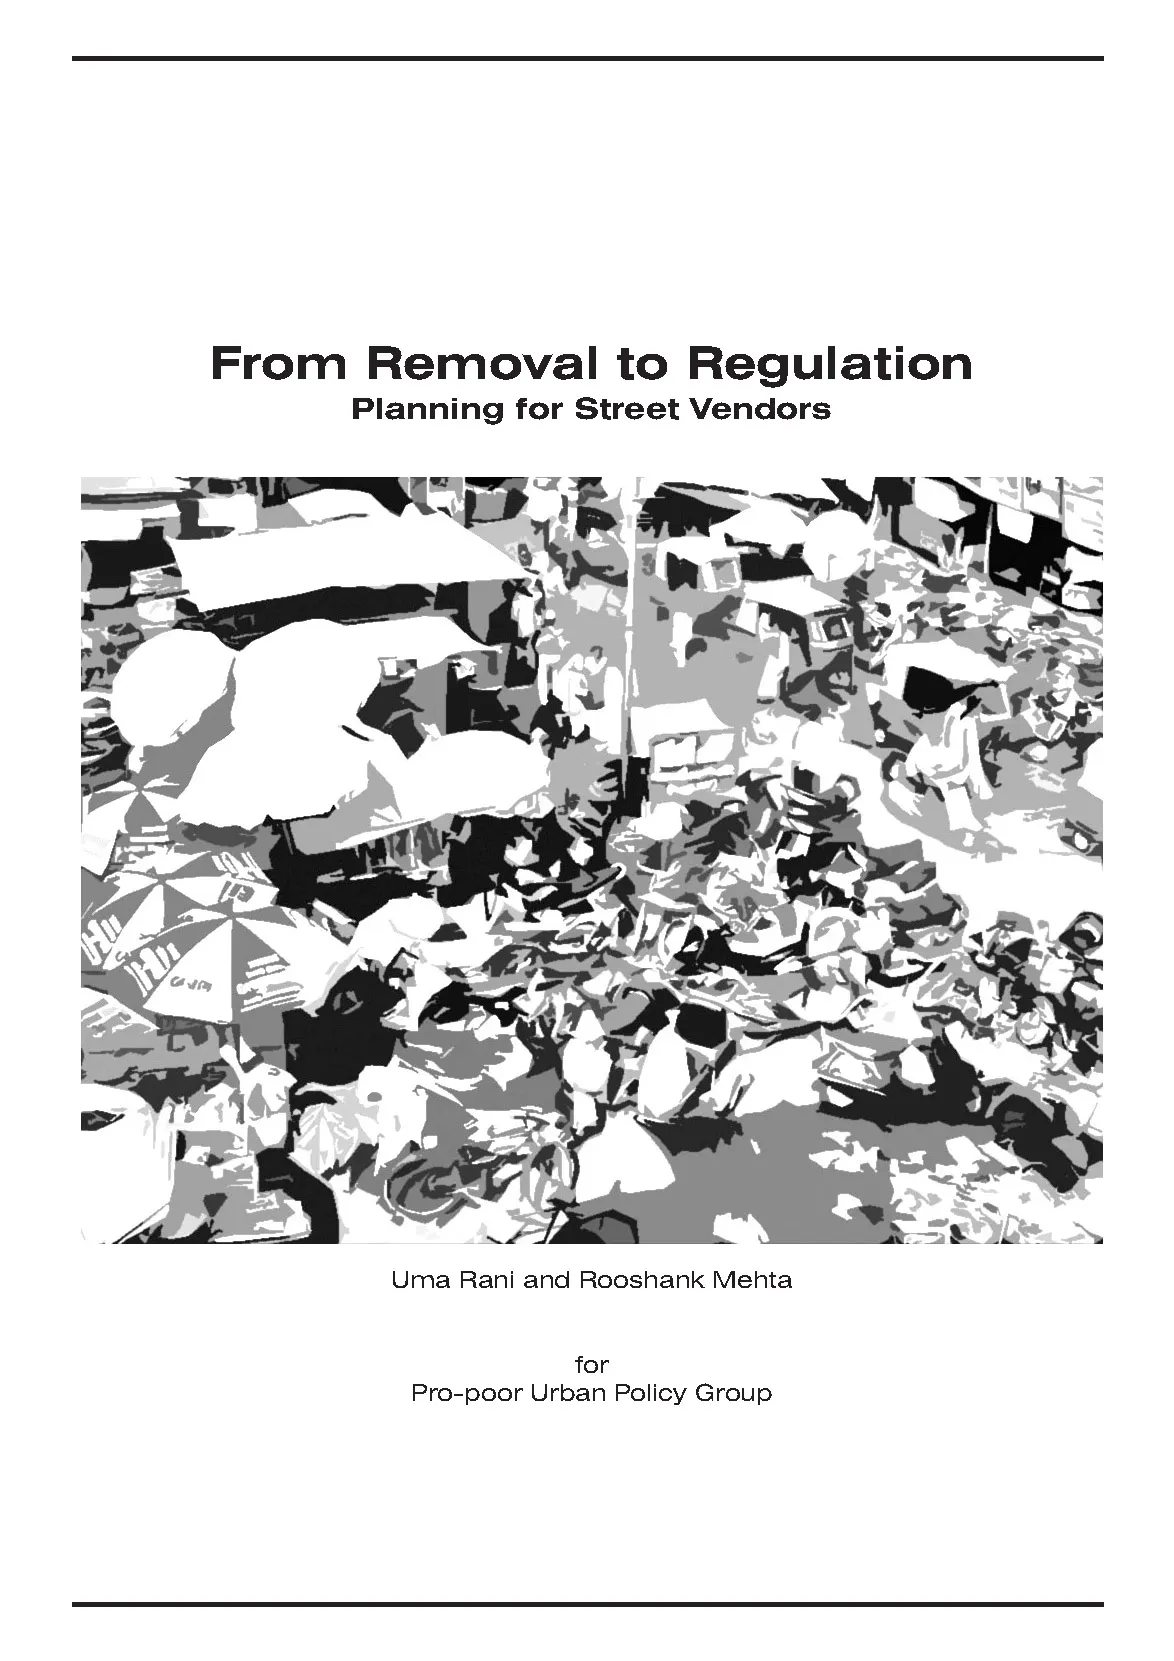 From Removal to Regulation
Planning for Street Vendors
Uma Rani and Rooshank Mehta
for
Pro-poor Urban Policy Group